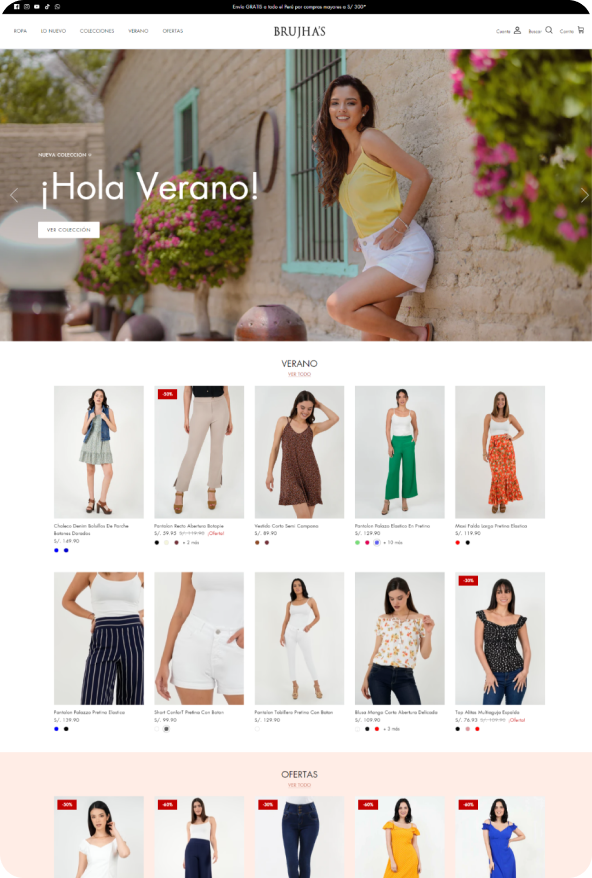 Envío GRATIS a todo el Perú por compras mayores a S/ 300*
ROPA LO NUEVO COLECCIONES VERANO OFERTAS
BRUJHA'S
Cuenta Buscar Carrito
NUEVA COLECCIÓN
¡Hola Verano!
VER COLECCIÓN
VERANO
VER TODO
-50%
Chaleco Denim Bolsillos De Parche
Botones Dorados
S/. 149.90
Pantalon Recto Abertura Botapie
S/. 59.95 S/. 119.90 ¡Oferta!
+ 2 más
Vestido Corto Semi Campana
S/. 89.90
Pantalon Palazo Elastico En Pretina
S/. 129.90
+ 10 más
Maxi Falda Larga Pretina Elastica
S/. 119.90
-30%
Pantalon Palazzo Pretina Elastica
S/. 139.90
Short Confort Pretina Con Boton
S/. 99.90
Pantalon Tobillero Pretina Con Boton
S/. 129.90
Blusa Manga Corta Abertura Delicada
S/. 109.90
+ 3 más
Top Alitas Multiaguja Espalda
S/. 76.93 S/. 109.90 ¡Oferta!
OFERTAS
VER TODO
-50%
-60%
-30%
-60%
-60%